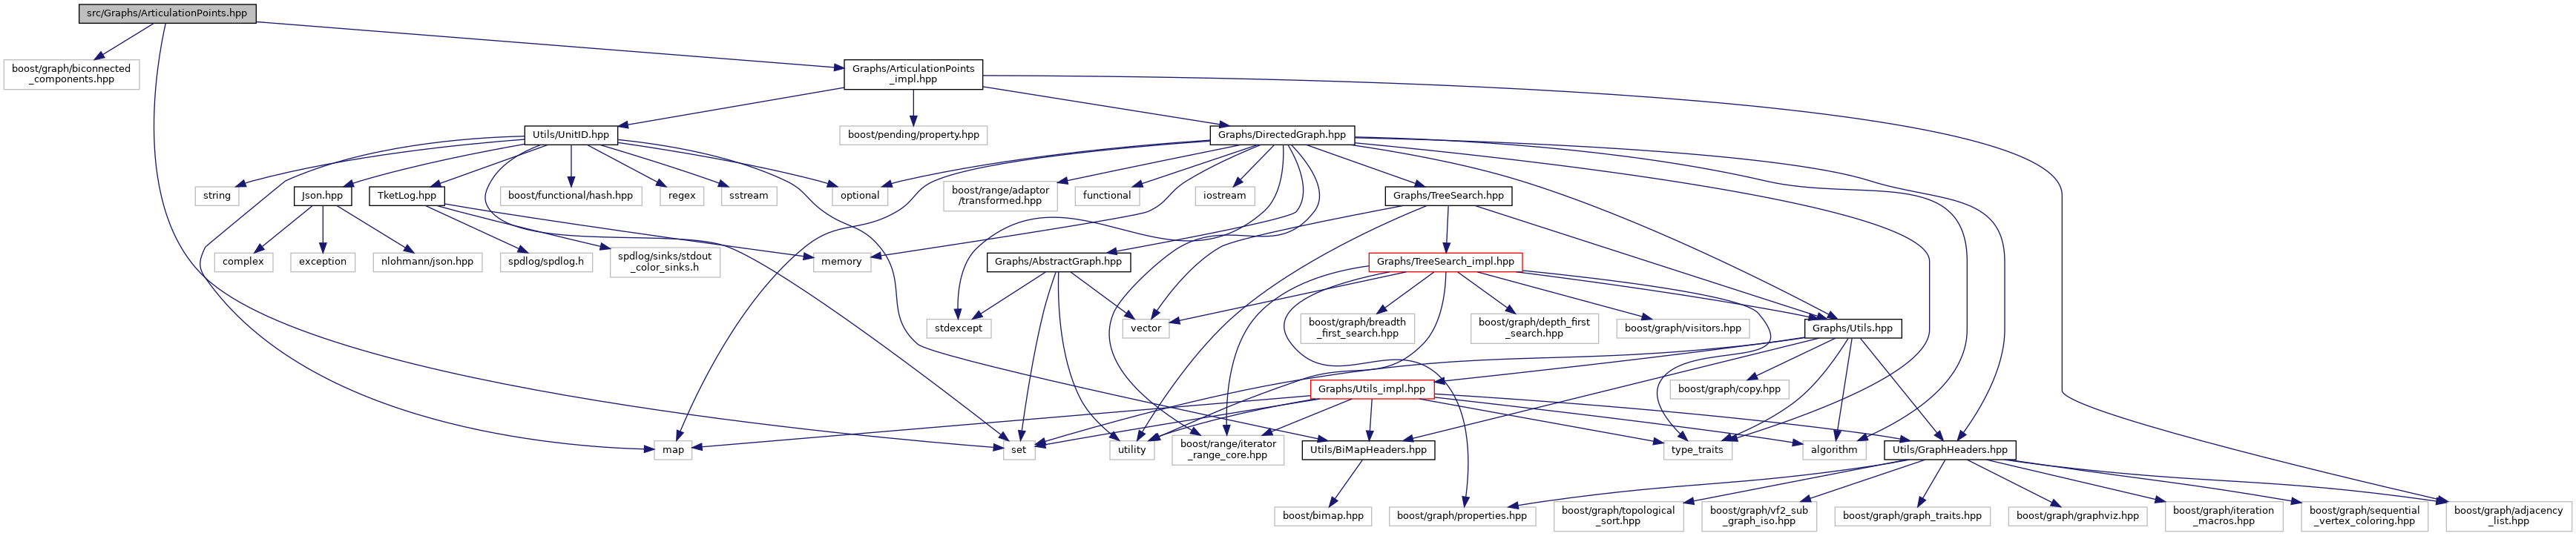 src/Graphs/ArticulationPoints.hpp
boost/graph/biconnected
_components.hpp
Graphs/ArticulationPoints
_impl.hpp
Utils/UnitID.hpp
boost/pending/property.hpp
Graphs/DirectedGraph.hpp
string
Json.hpp
TketLog.hpp
boost/functional/hash.hpp
regex
sstream
optional
boost/range/adaptor
/transformed.hpp
functional
iostream
Graphs/TreeSearch.hpp
complex
exception
nlohmann/json.hpp
spdlog/spdlog.h
spdlog/sinks/stdout
_color_sinks.h
memory
Graphs/AbstractGraph.hpp
Graphs/TreeSearch_impl.hpp
stdexcept
vector
boost/graph/breadth
_first_search.hpp
boost/graph/depth_first
_search.hpp
boost/graph/visitors.hpp
Graphs/Utils.hpp
Graphs/Utils_impl.hpp
boost/graph/copy.hpp
map
set
utility
boost/range/iterator
_range_core.hpp
Utils/BiMapHeaders.hpp
type_traits
algorithm
Utils/GraphHeaders.hpp
boost/bimap.hpp
boost/graph/properties.hpp
boost/graph/topological
_sort.hpp
boost/graph/vf2_sub
_graph_iso.hpp
boost/graph/graph_traits.hpp
boost/graph/graphviz.hpp
boost/graph/iteration
_macros.hpp
boost/graph/sequential
_vertex_coloring.hpp
boost/graph/adjacency
_list.hpp